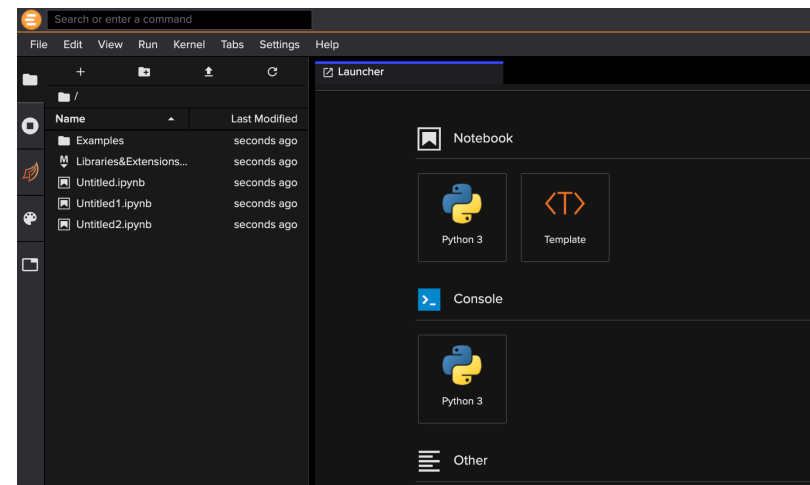 Search or enter a command
File Edit View Run Kernel Tabs Settings Help
Launcher
/
Name Last Modified
Examples seconds ago
Libraries&Extensions... seconds ago
Untitled.ipynb seconds ago
Untitled1.ipynb seconds ago
Untitled2.ipynb seconds ago
Notebook
Python 3
<T>
Template
Console
Python 3
Other